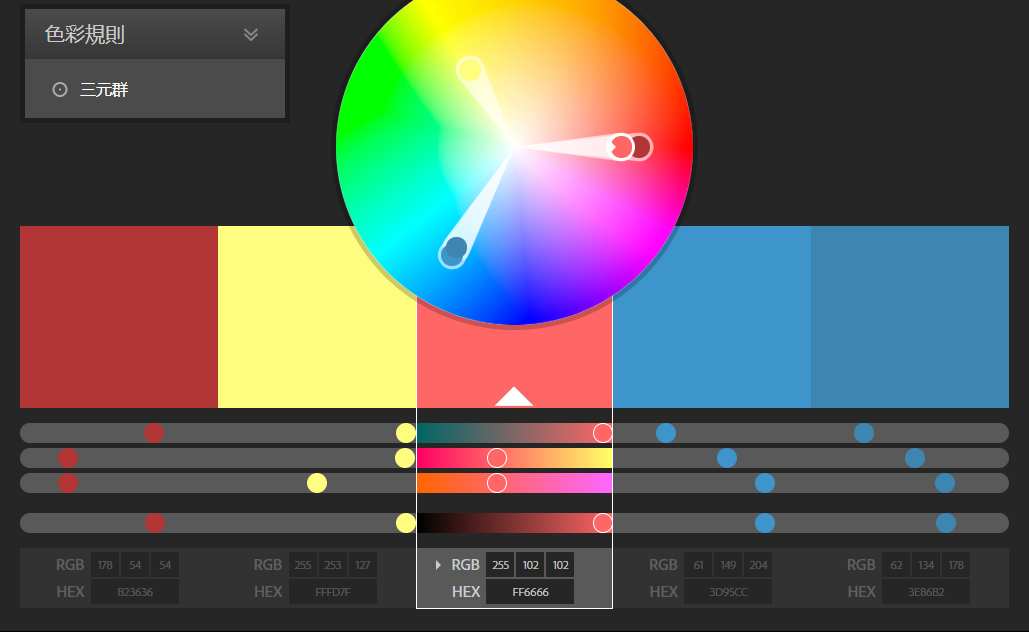 色彩規則
三元群
RGB 178 54 54
HEX B23636
RGB 255 253 127
HEX FFFD7F
RGB 255 102 102
HEX FF6666
RGB 61 149 204
HEX 3D95CC
RGB 62 134 178
HEX 3E86B2